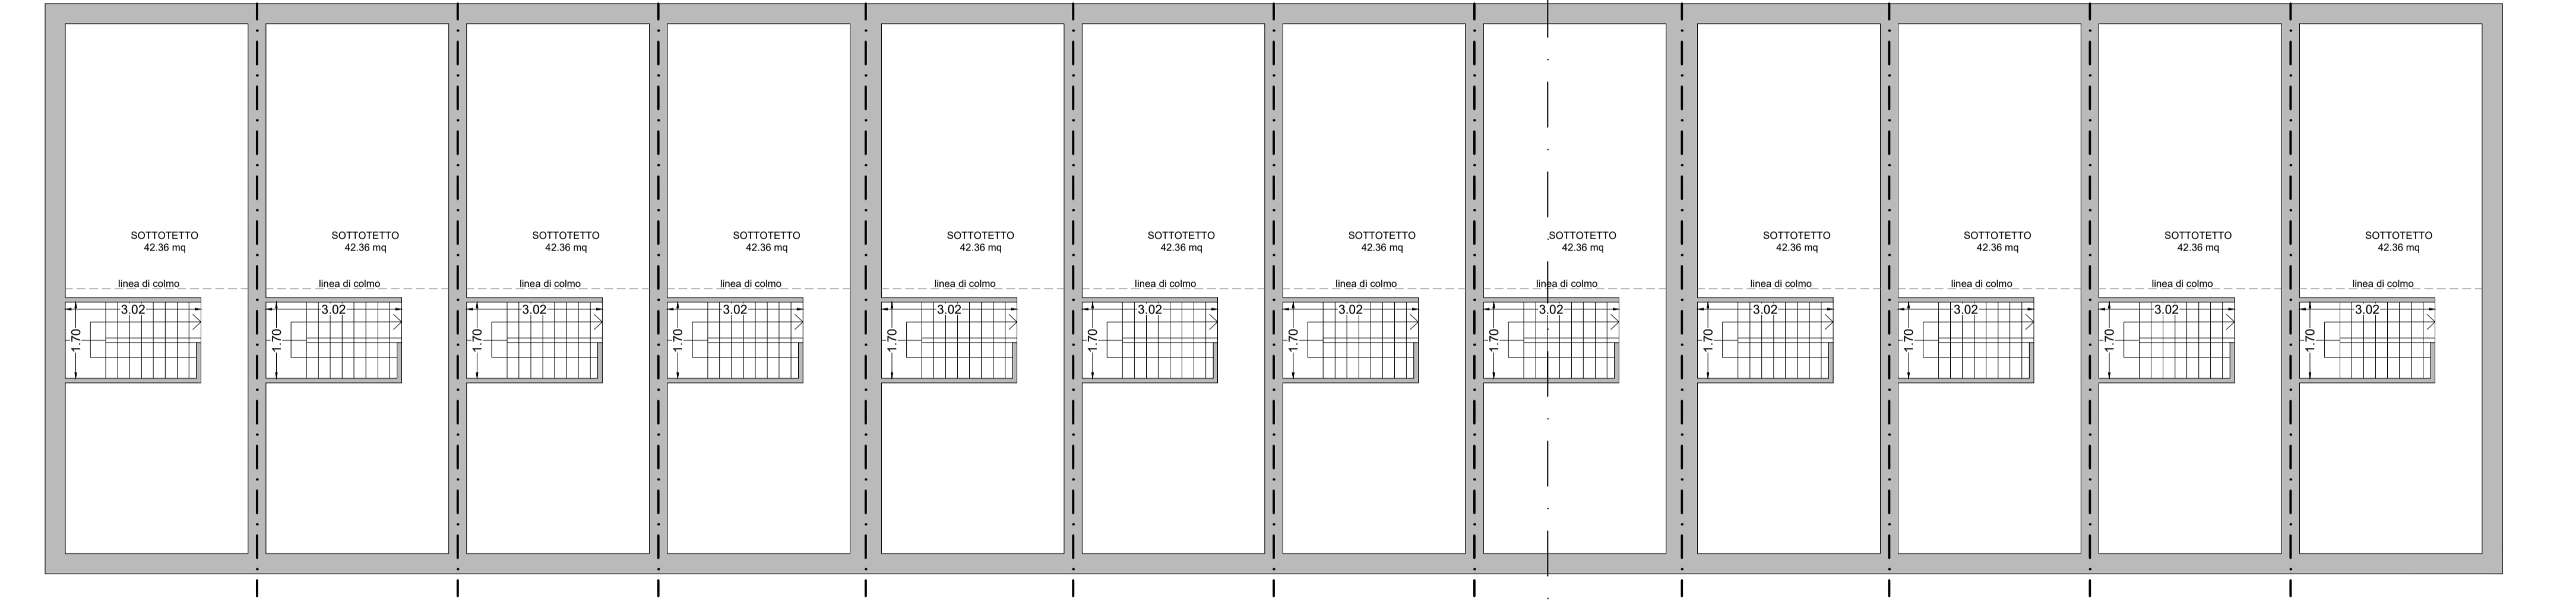 SOTTOTETTO
42.36 mq
linea di colmo
3.02
1.70
SOTTOTETTO
42.36 mq
linea di colmo
3.02
1.70
SOTTOTETTO
42.36 mq
linea di colmo
3.02
1.70
SOTTOTETTO
42.36 mq
linea di colmo
3.02
1.70
SOTTOTETTO
42.36 mq
linea di colmo
3.02
1.70
SOTTOTETTO
42.36 mq
linea di colmo
3.02
1.70
SOTTOTETTO
42.36 mq
linea di colmo
3.02
1.70
SOTTOTETTO
42.36 mq
linea di colmo
3.02
1.70
SOTTOTETTO
42.36 mq
linea di colmo
3.02
1.70
SOTTOTETTO
42.36 mq
linea di colmo
3.02
1.70
SOTTOTETTO
42.36 mq
linea di colmo
3.02
1.70
SOTTOTETTO
42.36 mq
linea di colmo
3.02
1.70